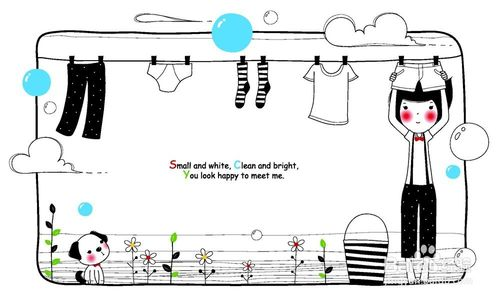 Small and white, Clean and bright,
You look happy to meet me.